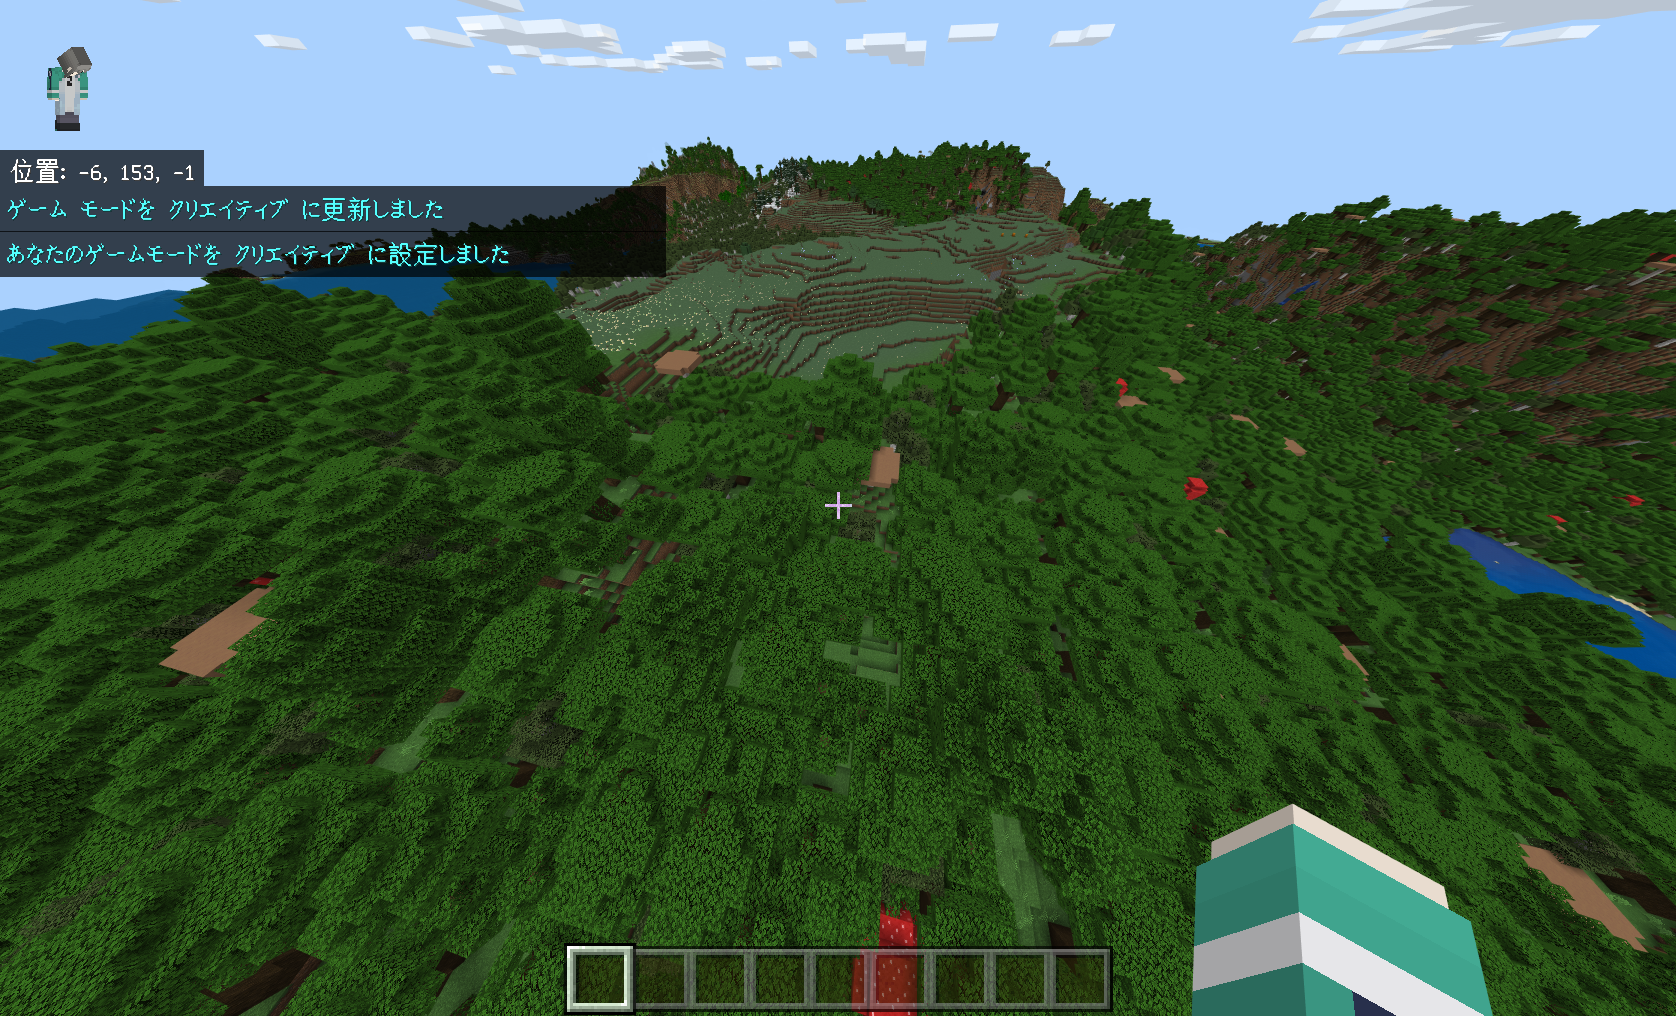 位置: -6, 153, -1
ゲーム モードを クリエイティブ に更新しました
あなたのゲームモードを クリエイティブ に設定しました